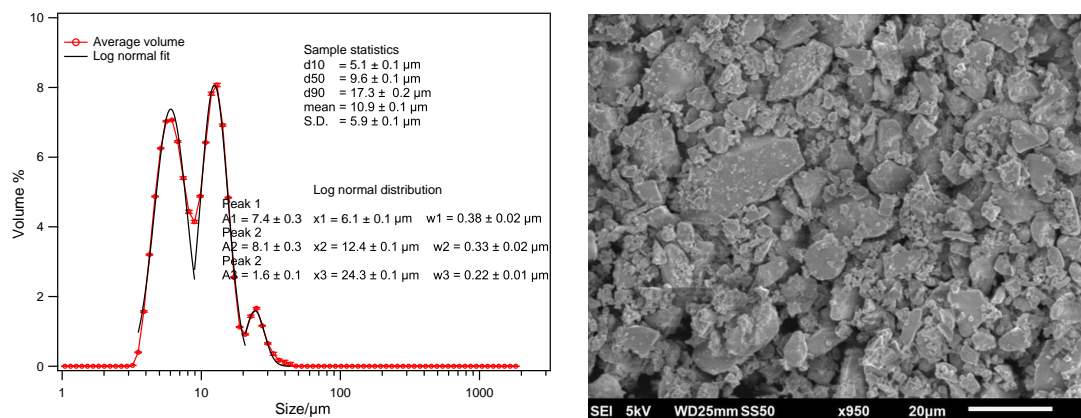 10
8
6
4
2
0
Volume %
Average volume
Log normal fit
Sample statistics
d10 = 5.1 ± 0.1 µm
d50 = 9.6 ± 0.1 µm
d90 = 17.3 ± 0.2 µm
mean = 10.9 ± 0.1 µm
S.D. = 5.9 ± 0.1 µm
Log normal distribution
Peak 1
A1 = 7.4 ± 0.3 x1 = 6.1 ± 0.1 µm w1 = 0.38 ± 0.02 µm
Peak 2
A2 = 8.1 ± 0.3 x2 = 12.4 ± 0.1 µm w2 = 0.33 ± 0.02 µm
Peak 2
A3 = 1.6 ± 0.1 x3 = 24.3 ± 0.1 µm w3 = 0.22 ± 0.01 µm
1 10 100 1000
Size/µm
SEI 5kV WD25mm SS50 x950 20µm